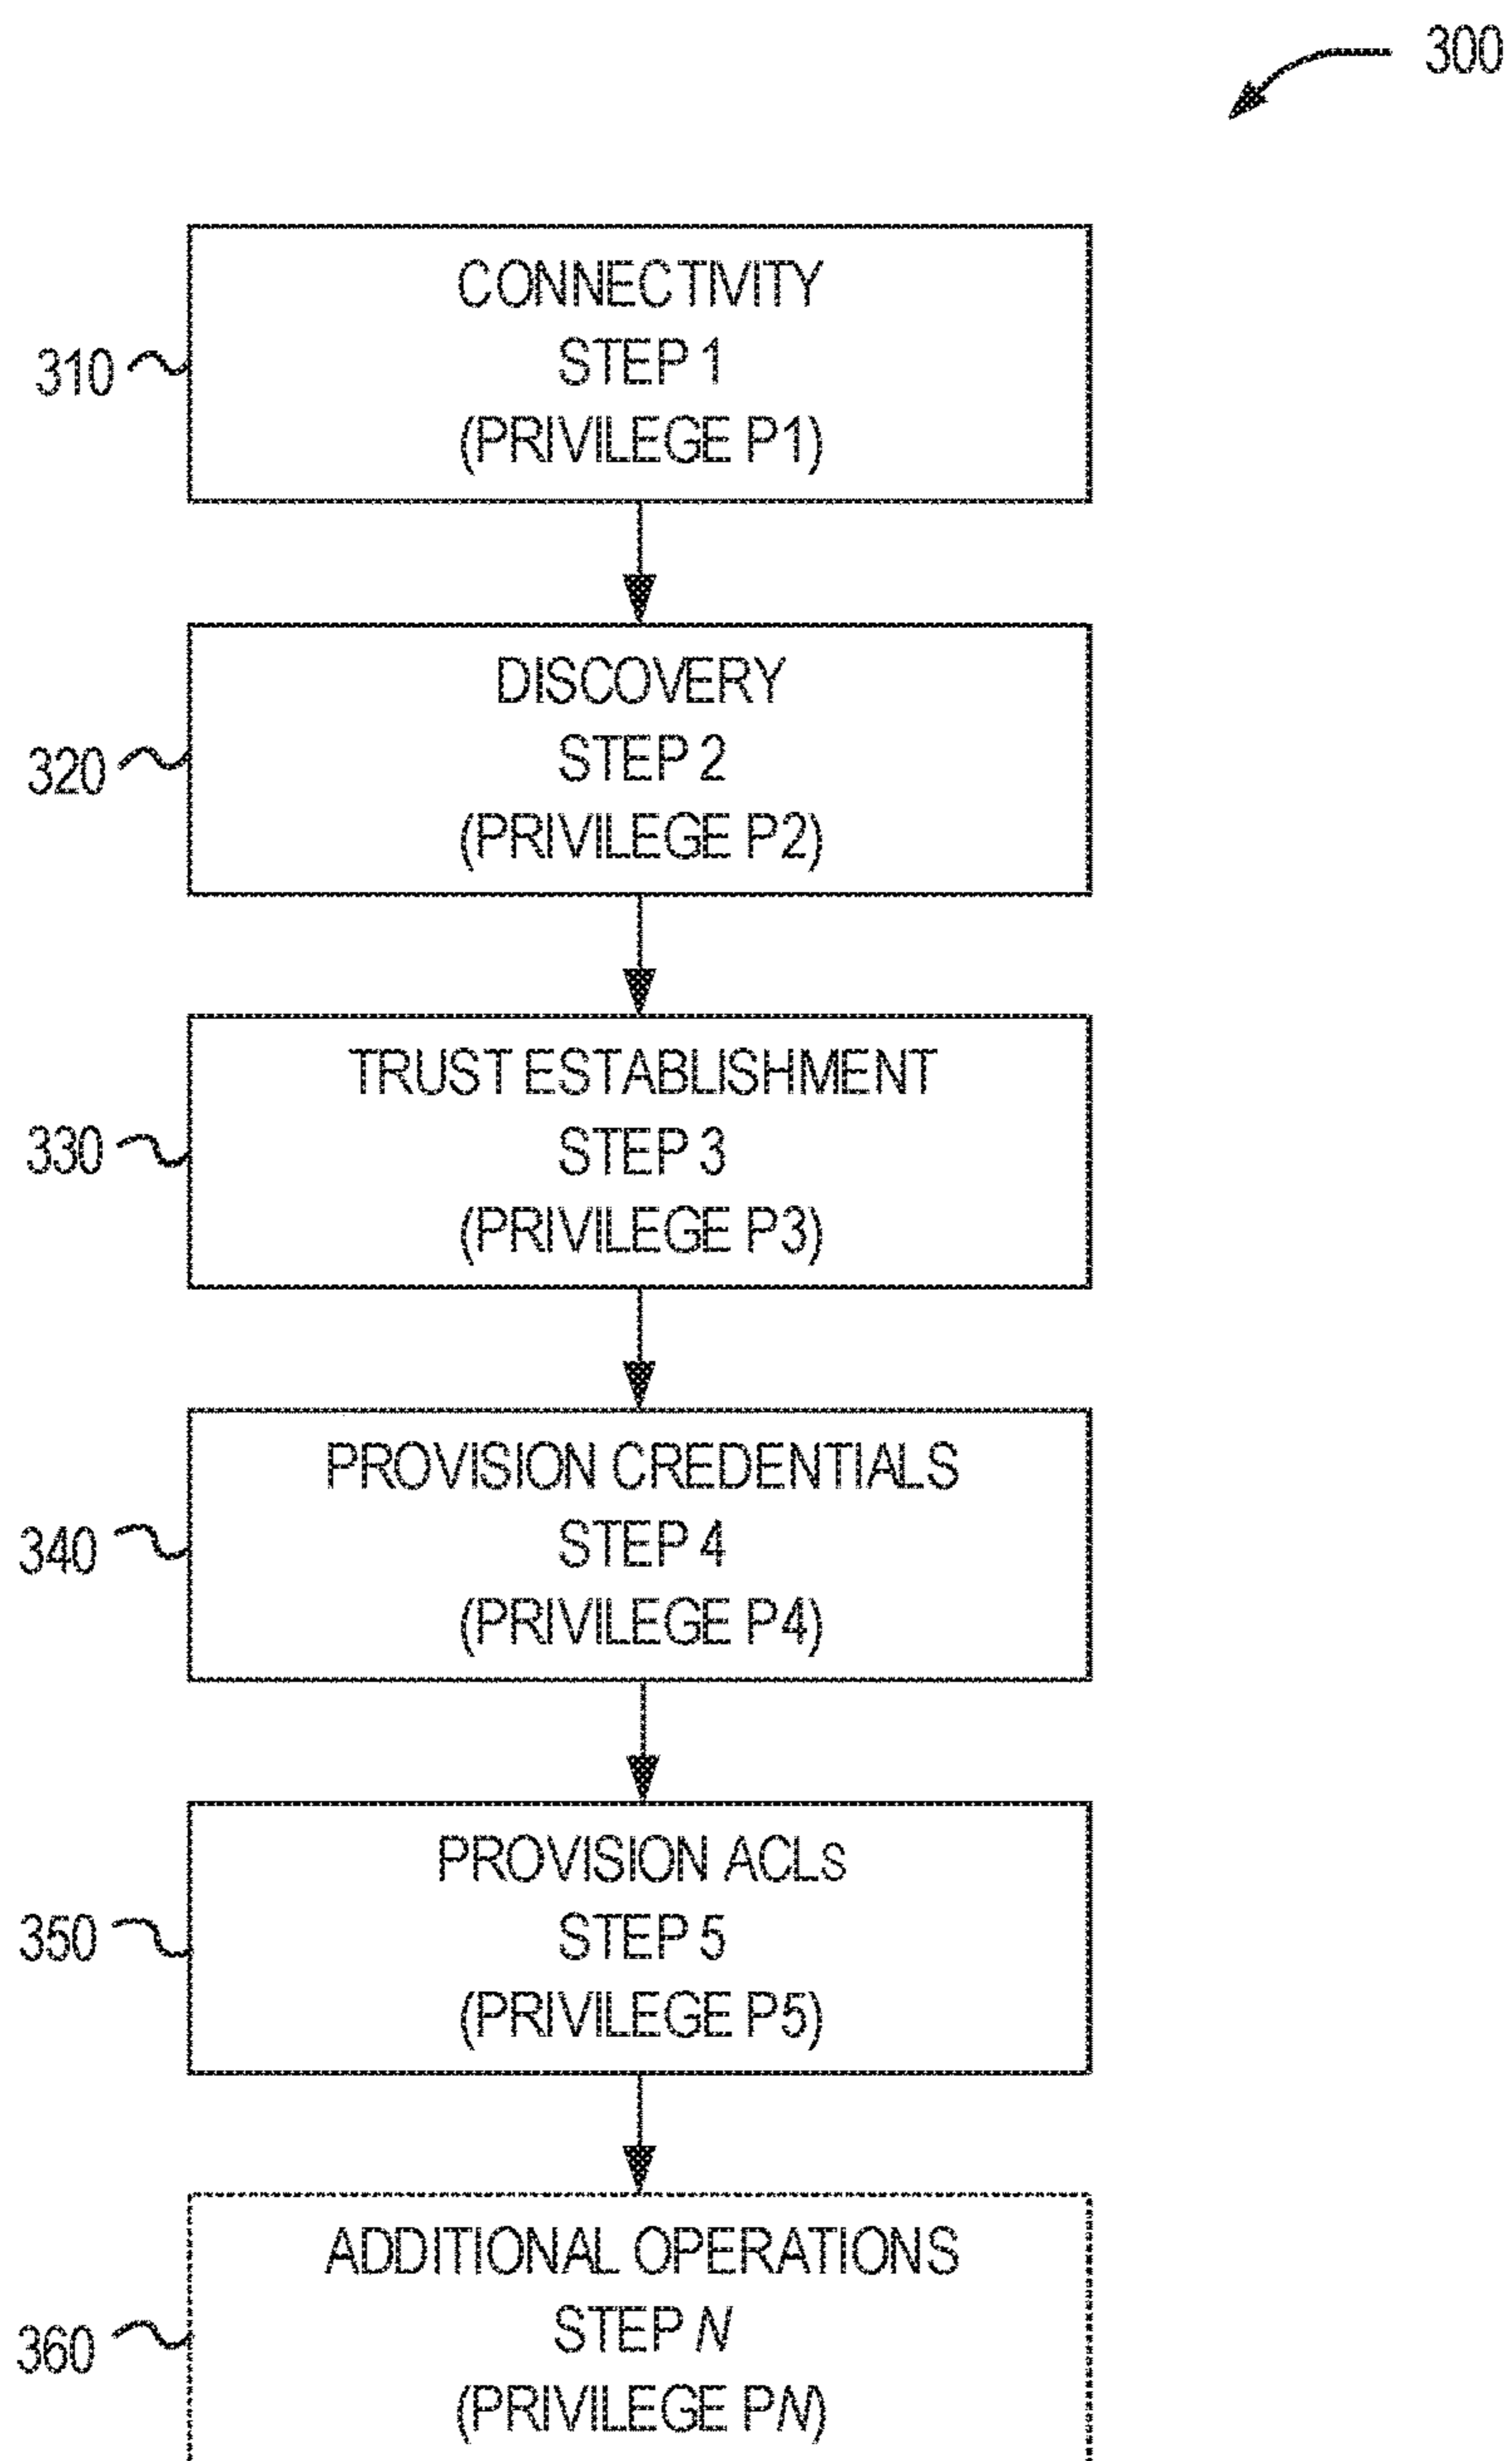 300
CONNECTIVITY
STEP 1
(PRIVILEGE P1)
310
DISCOVERY
STEP 2
(PRIVILEGE P2)
320
TRUST ESTABLISHMENT
STEP 3
(PRIVILEGE P3)
330
PROVISION CREDENTIALS
STEP 4
(PRIVILEGE P4)
340
PROVISION ACLs
STEP 5
(PRIVILEGE P5)
350
ADDITIONAL OPERATIONS
STEP N
(PRIVILEGE PN)
360